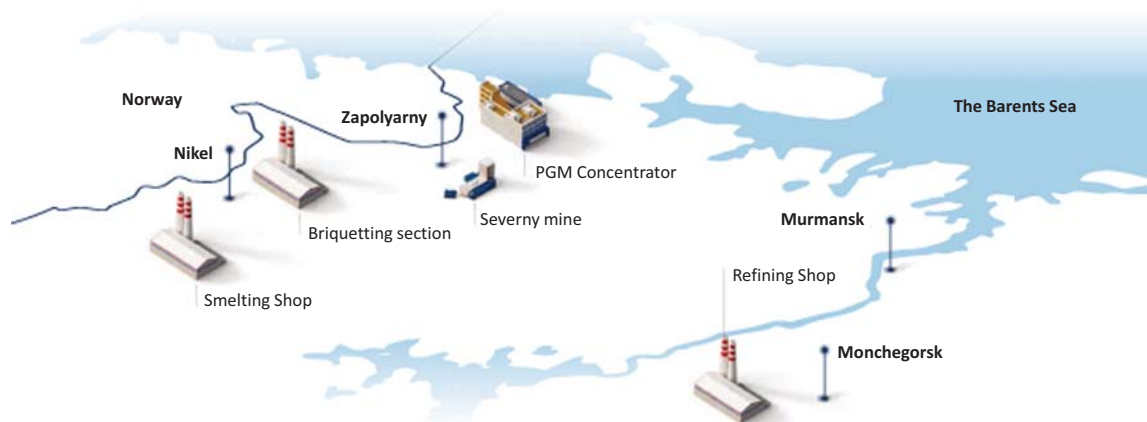 Norway
Zapolyarny
The Barents Sea
Nikel
PGM Concentrator
Severny mine
Murmansk
Briquetting section
Refining Shop
Smelting Shop
Monchegorsk